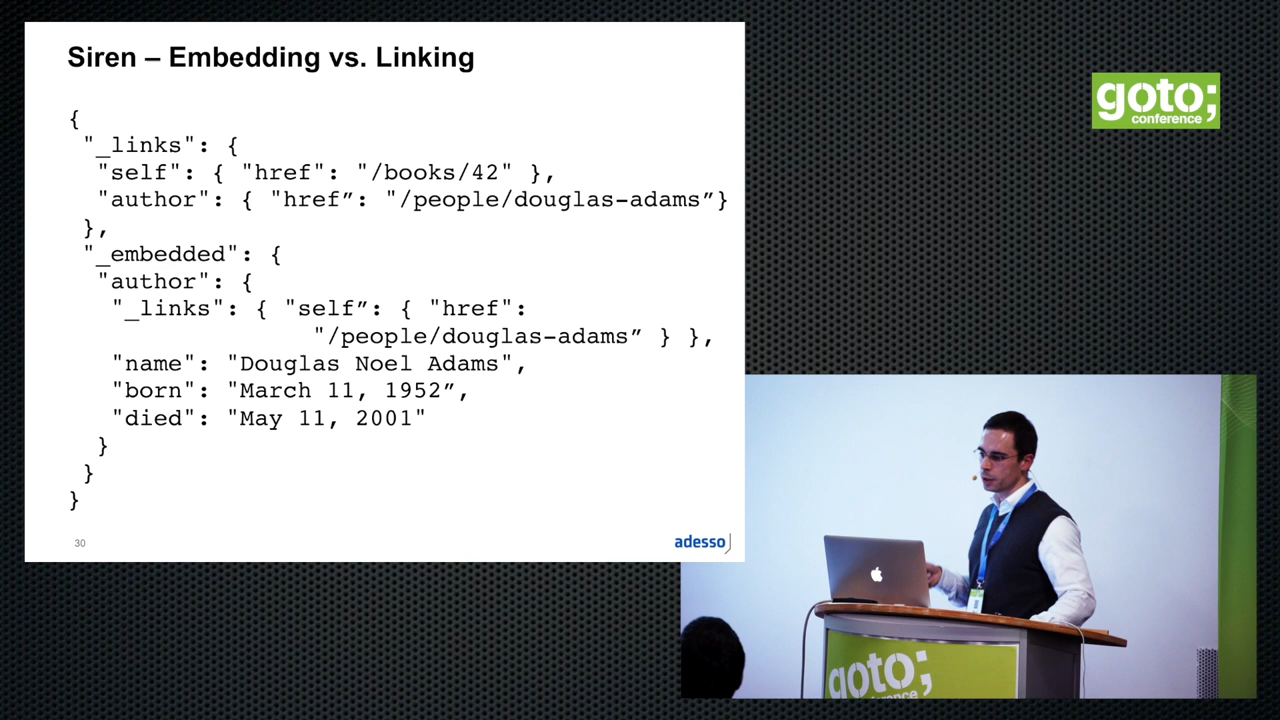 Siren – Embedding vs. Linking
{
"_links": {
"self": { "href": "/books/42" },
"author": { "href”: "/people/douglas-adams”}
},
"_embedded": {
"author": {
"_links": { "self”: { "href":
"/people/douglas-adams” } },
"name": "Douglas Noel Adams",
"born": "March 11, 1952”,
"died": "May 11, 2001"
}
}
}
30
adesso
goto;
conference
goto;
conference